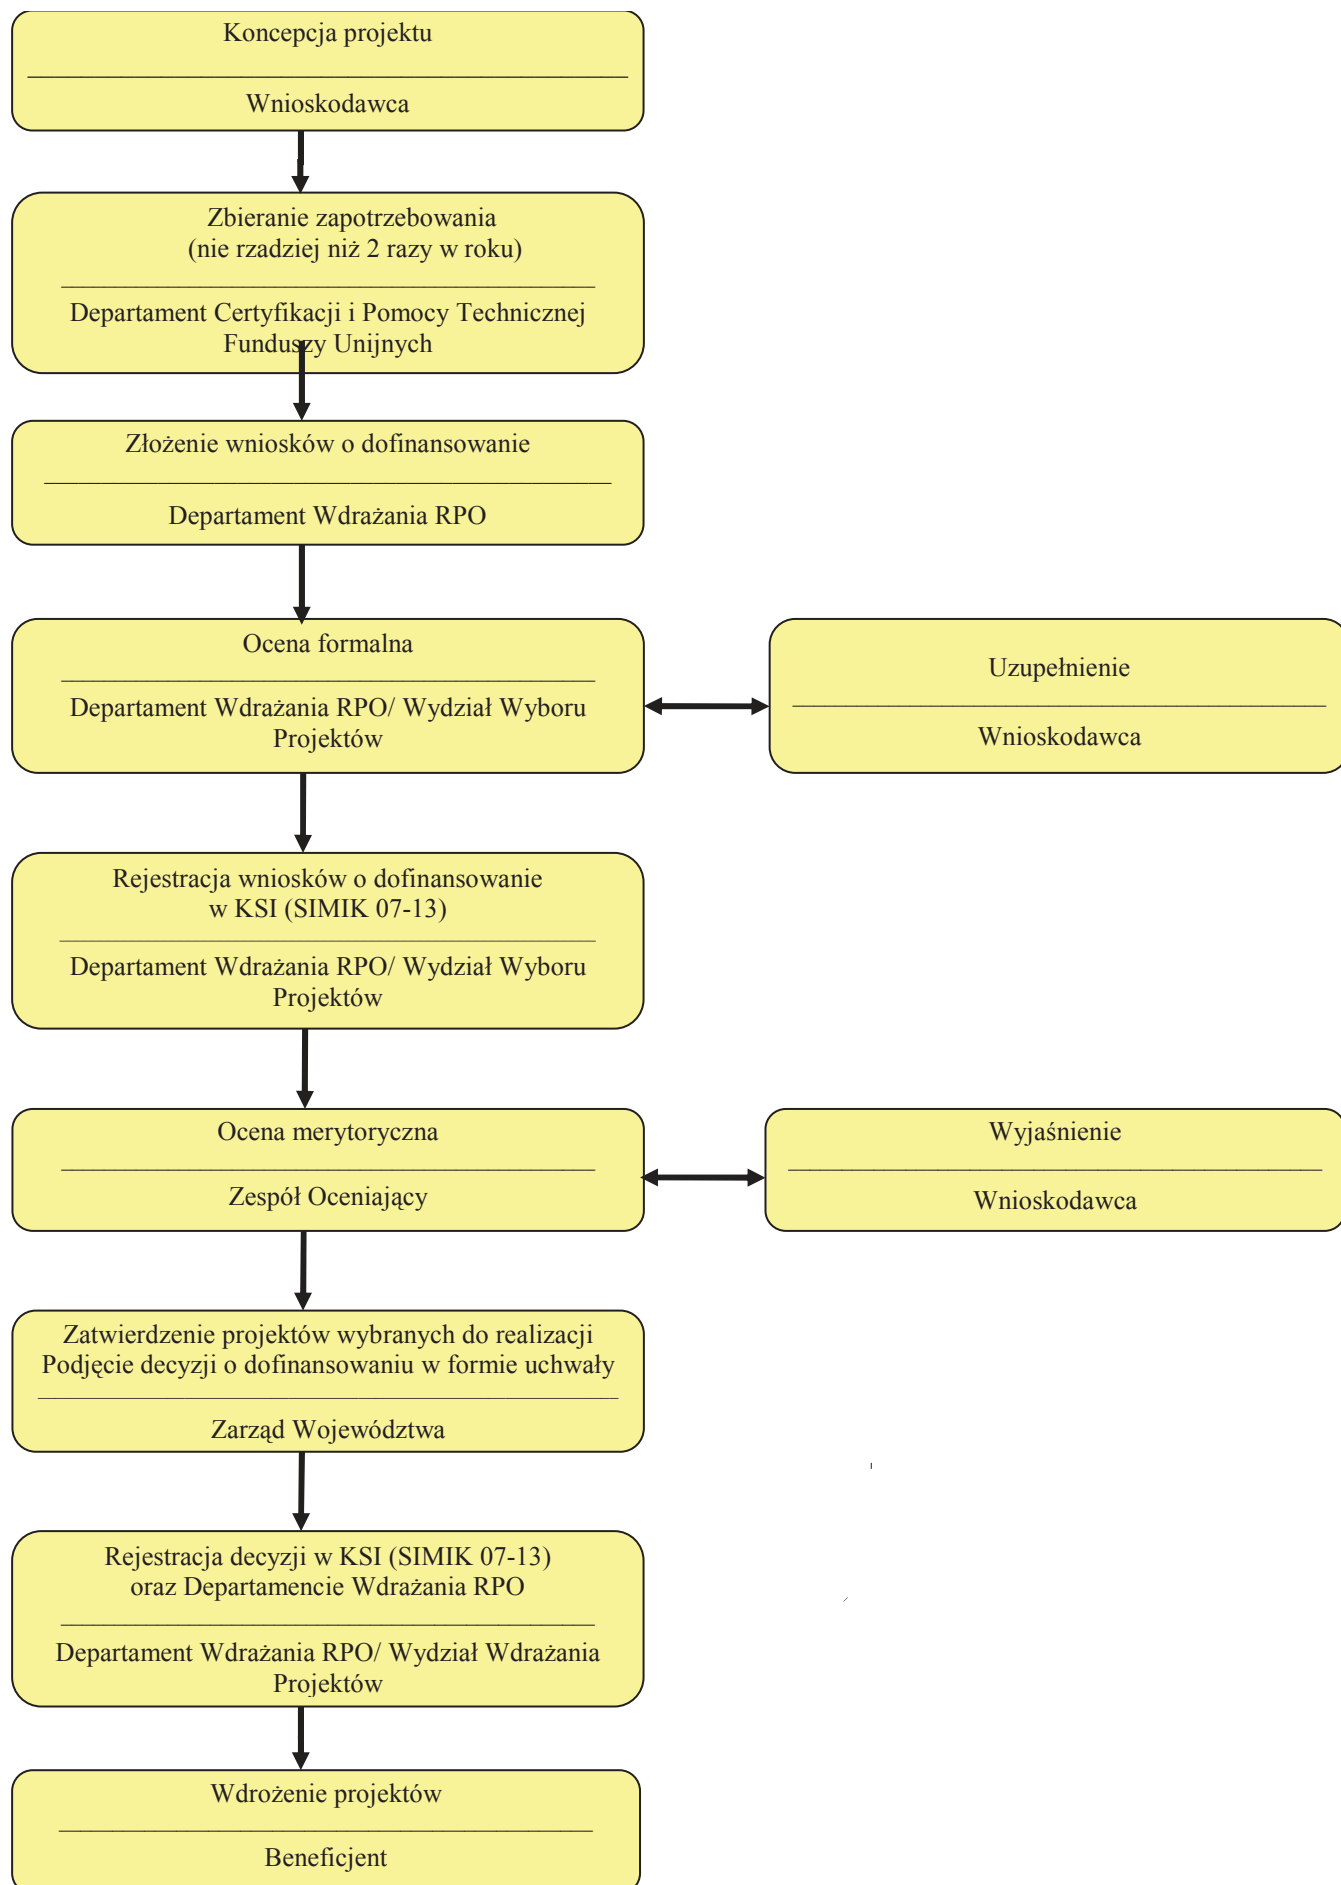 Koncepcja projektu
Wnioskodawca
Zbieranie zapotrzebowania
(nie rzadziej niż 2 razy w roku)
Departament Certyfikacji i Pomocy Technicznej
Funduszy Unijnych
Złożenie wniosków o dofinansowanie
Departament Wdrażania RPO
Ocena formalna
Departament Wdrażania RPO/ Wydział Wyboru
Projektów
Uzupełnienie
Wnioskodawca
Rejestracja wniosków o dofinansowanie
w KSI (SIMIK 07-13)
Departament Wdrażania RPO/ Wydział Wyboru
Projektów
Ocena merytoryczna
Zespół Oceniający
Wyjaśnienie
Wnioskodawca
Zatwierdzenie projektów wybranych do realizacji
Podjęcie decyzji o dofinansowaniu w formie uchwały
Zarząd Województwa
Rejestracja decyzji w KSI (SIMIK 07-13)
oraz Departamencie Wdrażania RPO
Departament Wdrażania RPO/ Wydział Wdrażania
Projektów
Wdrożenie projektów
Beneficjent